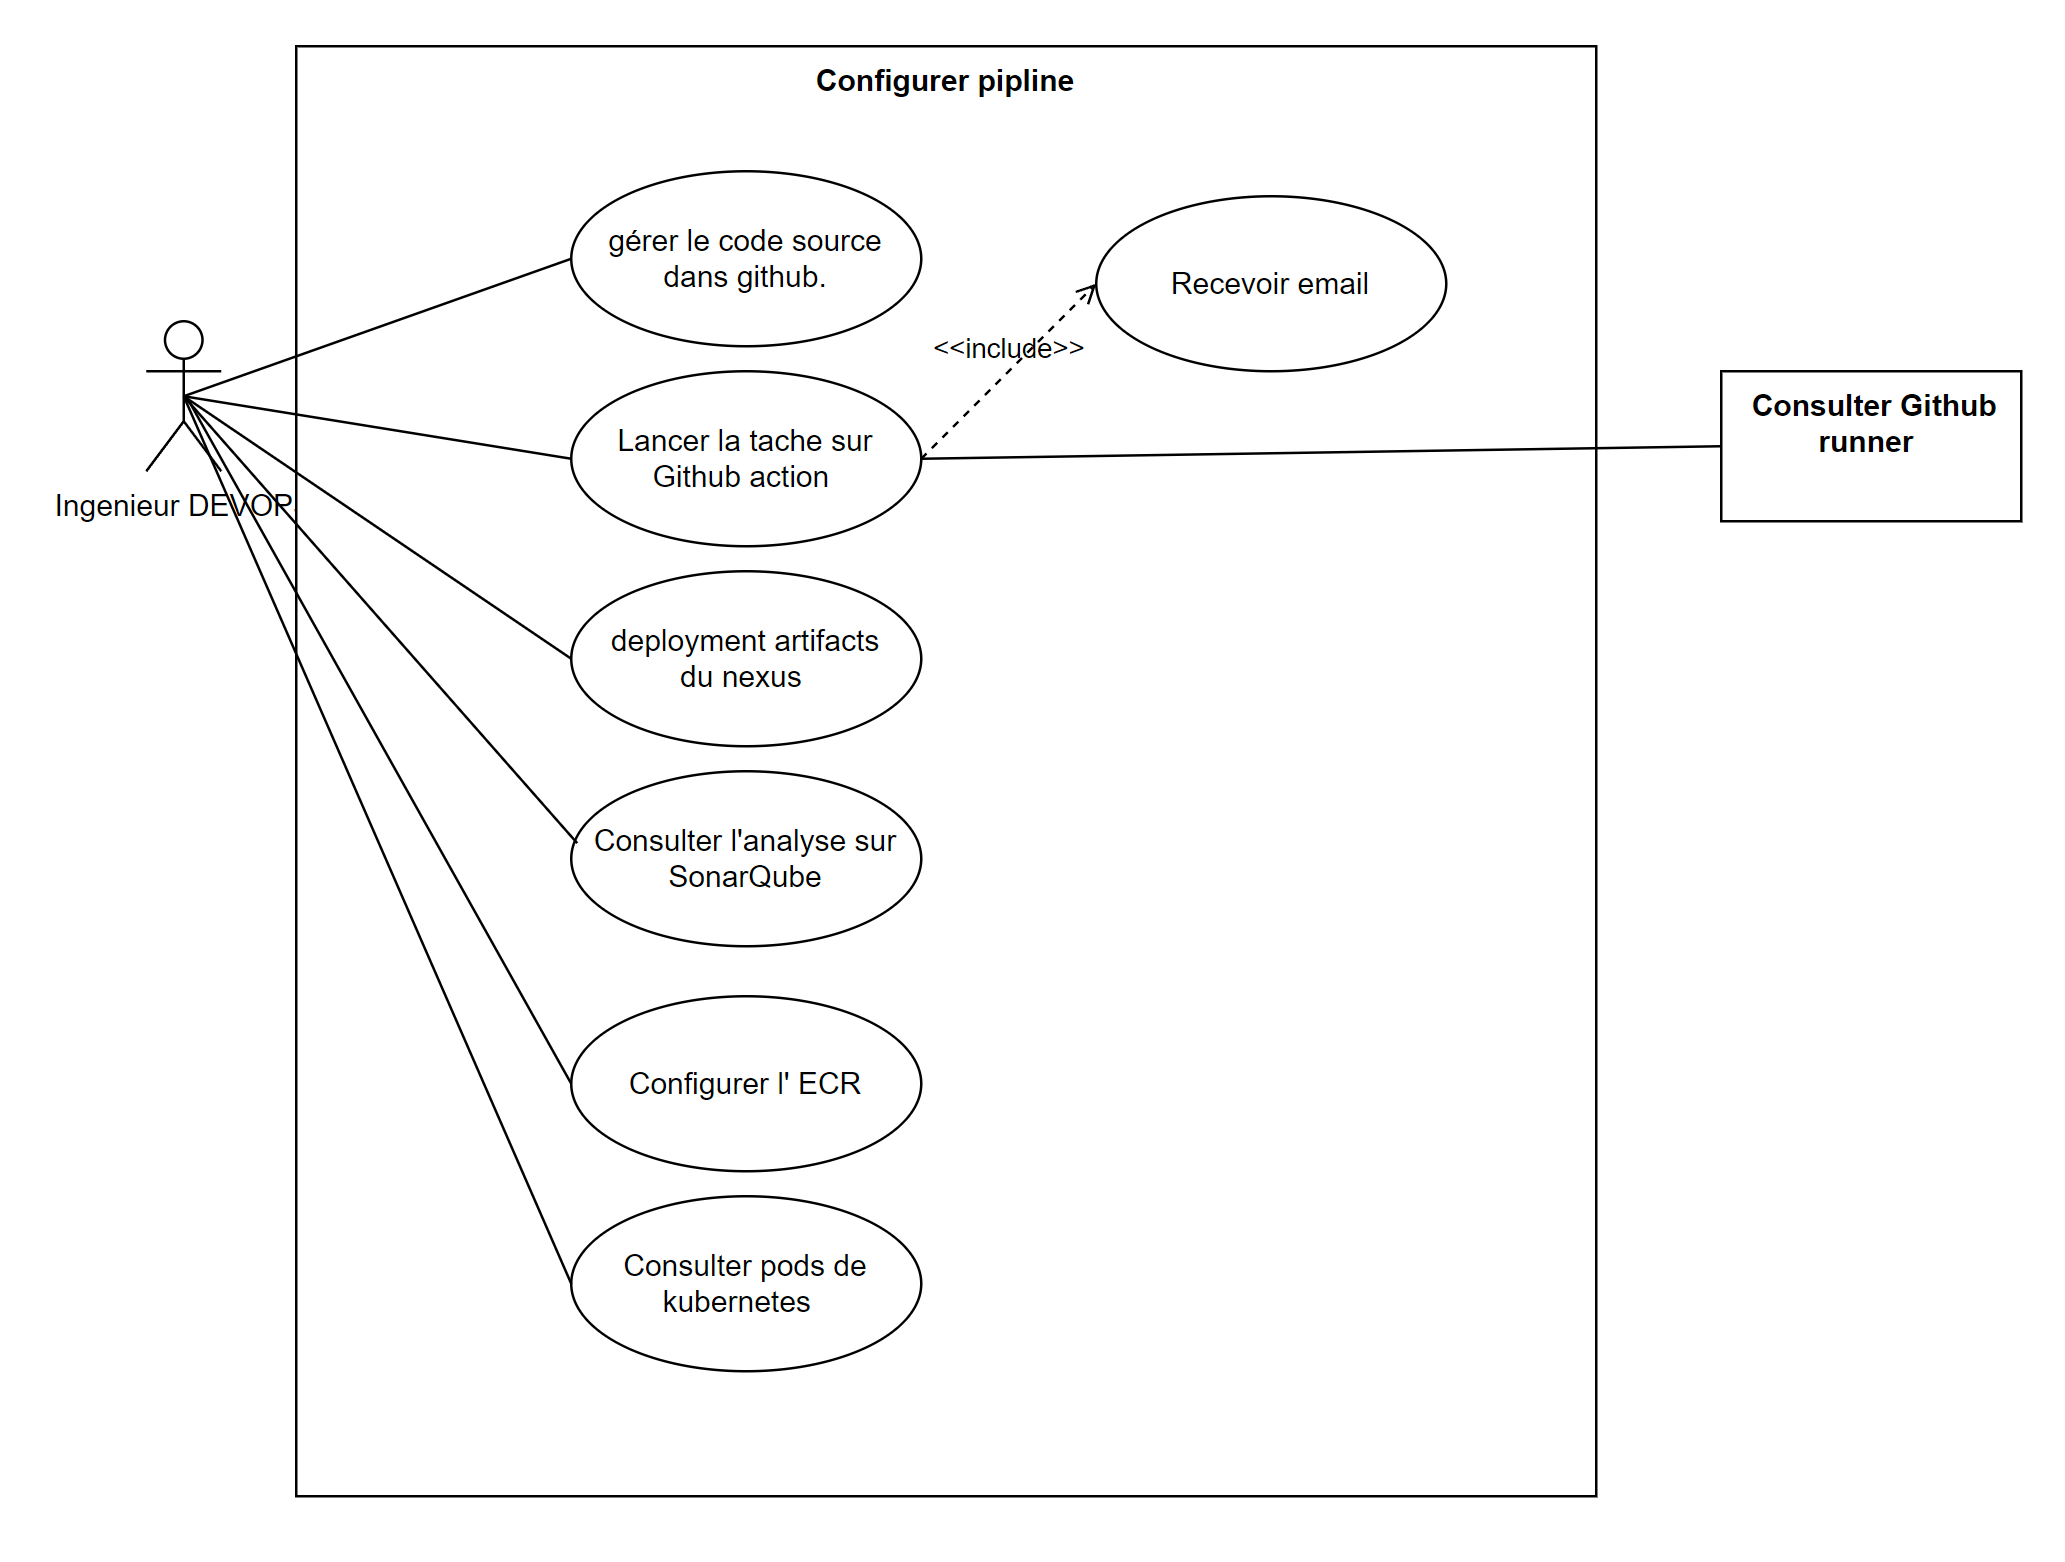 Configurer pipline
gérer le code source
dans github.
Recevoir email
<<include>>
Lancer la tache sur
Github action
Consulter Github
runner
Ingenieur DEVOP
deployment artifacts
du nexus
Consulter l'analyse sur
SonarQube
Configurer l' ECR
Consulter pods de
kubernetes